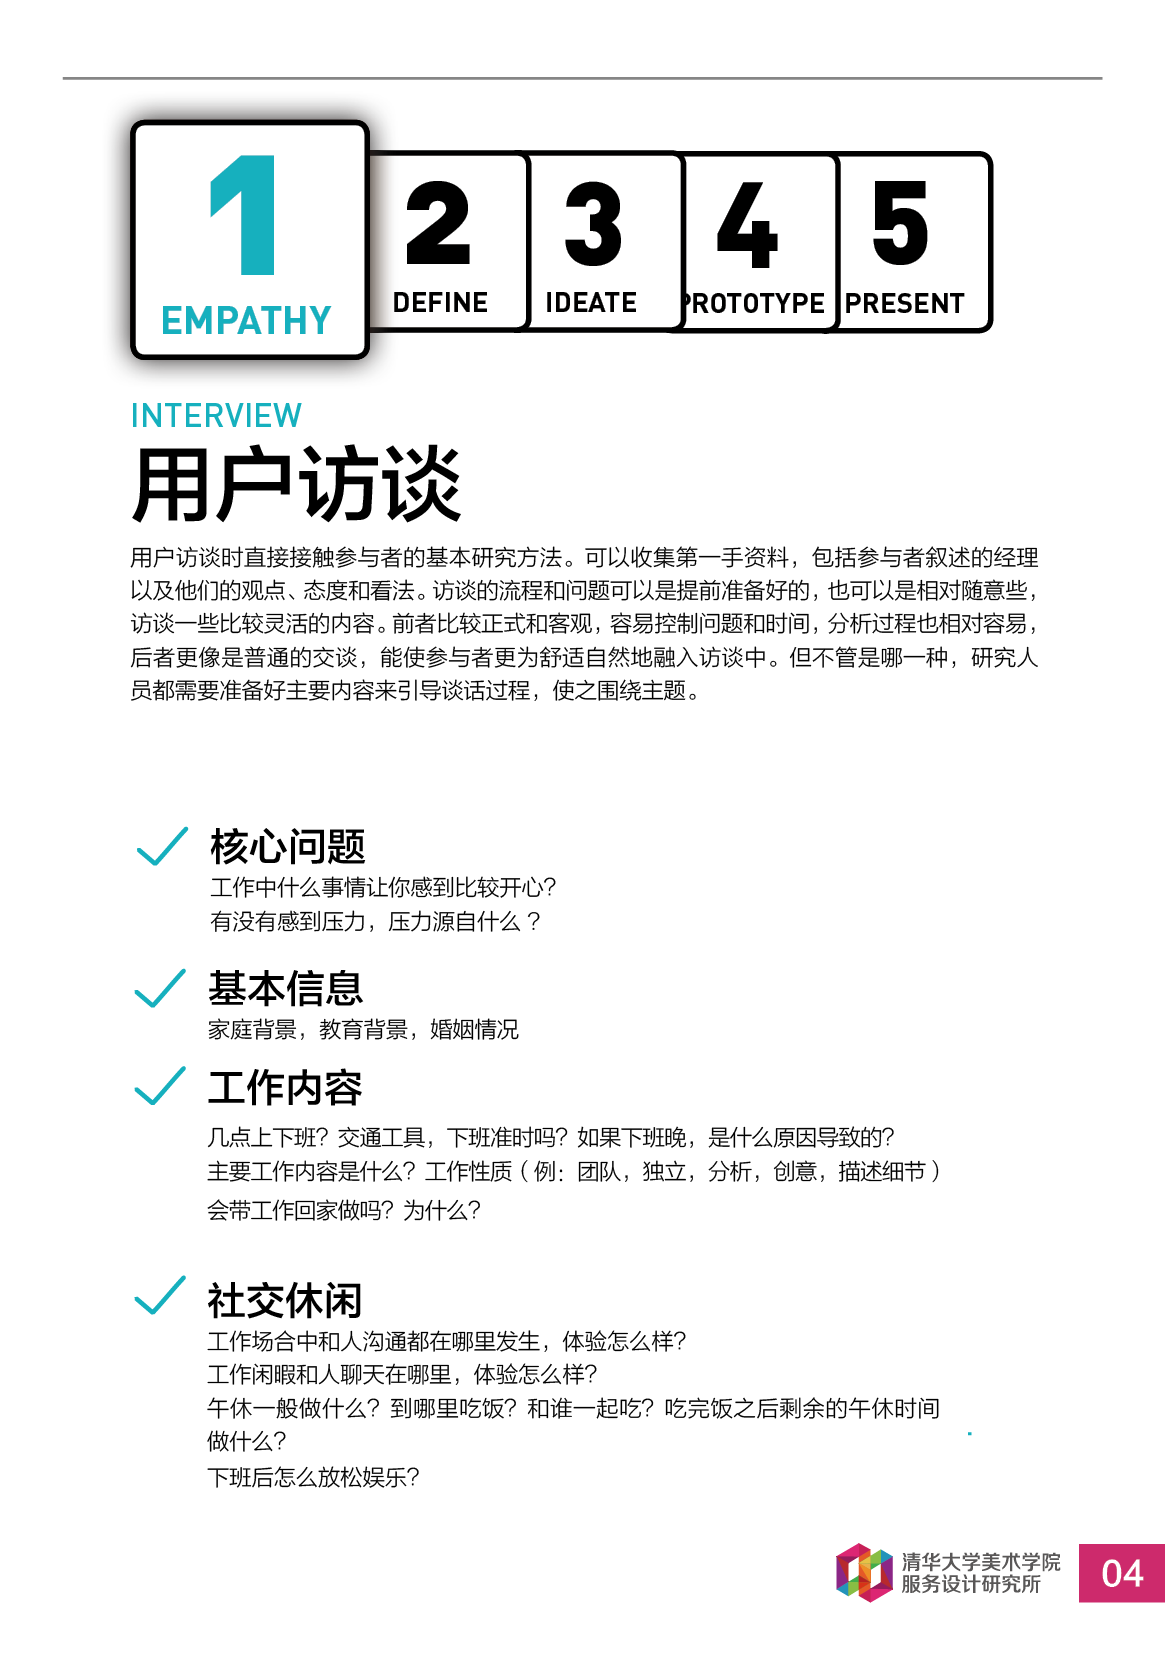 1
EMPATHY
2
DEFINE
3
IDEATE
4
PROTOTYPE
5
PRESENT
INTERVIEW
用户访谈
用户访谈时直接接触参与者的基本研究方法。可以收集第一手资料，包括参与者叙述的经理
以及他们的观点、态度和看法。访谈的流程和问题可以是提前准备好的，也可以是相对随意些，
访谈一些比较灵活的内容。前者比较正式和客观，容易控制问题和时间，分析过程也相对容易，
后者更像是普通的交谈，能使参与者更为舒适自然地融入访谈中。但不管是哪一种，研究人
员都需要准备好主要内容来引导谈话过程，使之围绕主题。
核心问题
工作中什么事情让你感到比较开心？
有没有感到压力，压力源自什么？
基本信息
家庭背景，教育背景，婚姻情况
工作内容
几点上下班？交通工具，下班准时吗？如果下班晚，是什么原因导致的？
主要工作内容是什么？工作性质（例：团队，独立，分析，创意，描述细节）
会带工作回家做吗？为什么？
社交休闲
工作场合中和人沟通都在哪里发生，体验怎么样？
工作闲暇和人聊天在哪里，体验怎么样？
午休一般做什么？到哪里吃饭？和谁一起吃？吃完饭之后剩余的午休时间
做什么？
下班后怎么放松娱乐？
清华大学美术学院
服务设计研究所
04